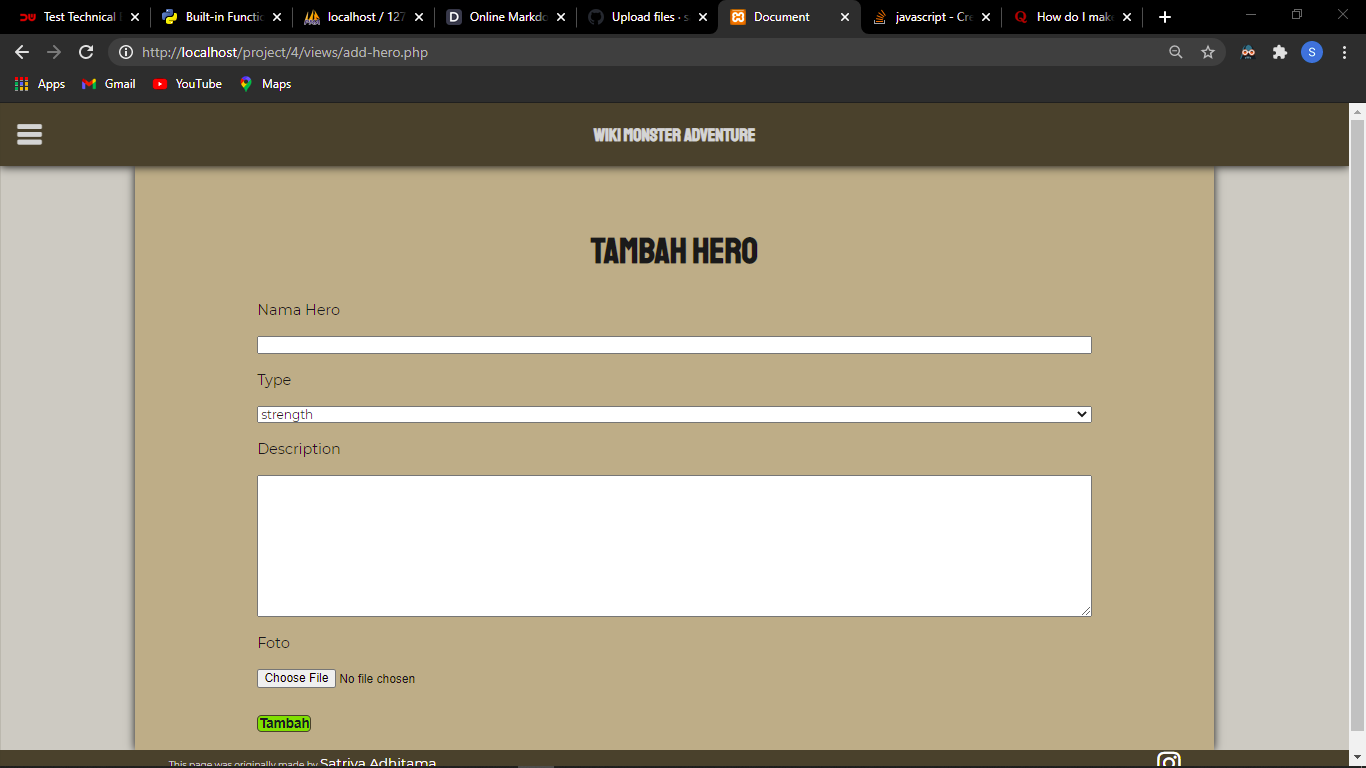 Test Technical
Built-in Functio
localhost / 127
Online Markdo
Upload files · s
Document
javascript - Cre
How do I make
http://localhost/project/4/views/add-hero.php
S
Apps
Gmail
YouTube
Maps
WIKI MONSTER ADVENTURE
TAMBAH HERO
Nama Hero
Type
strength
Description
Foto
Choose File No file chosen
Tambah
This page was originally made by Satriya Adhitama